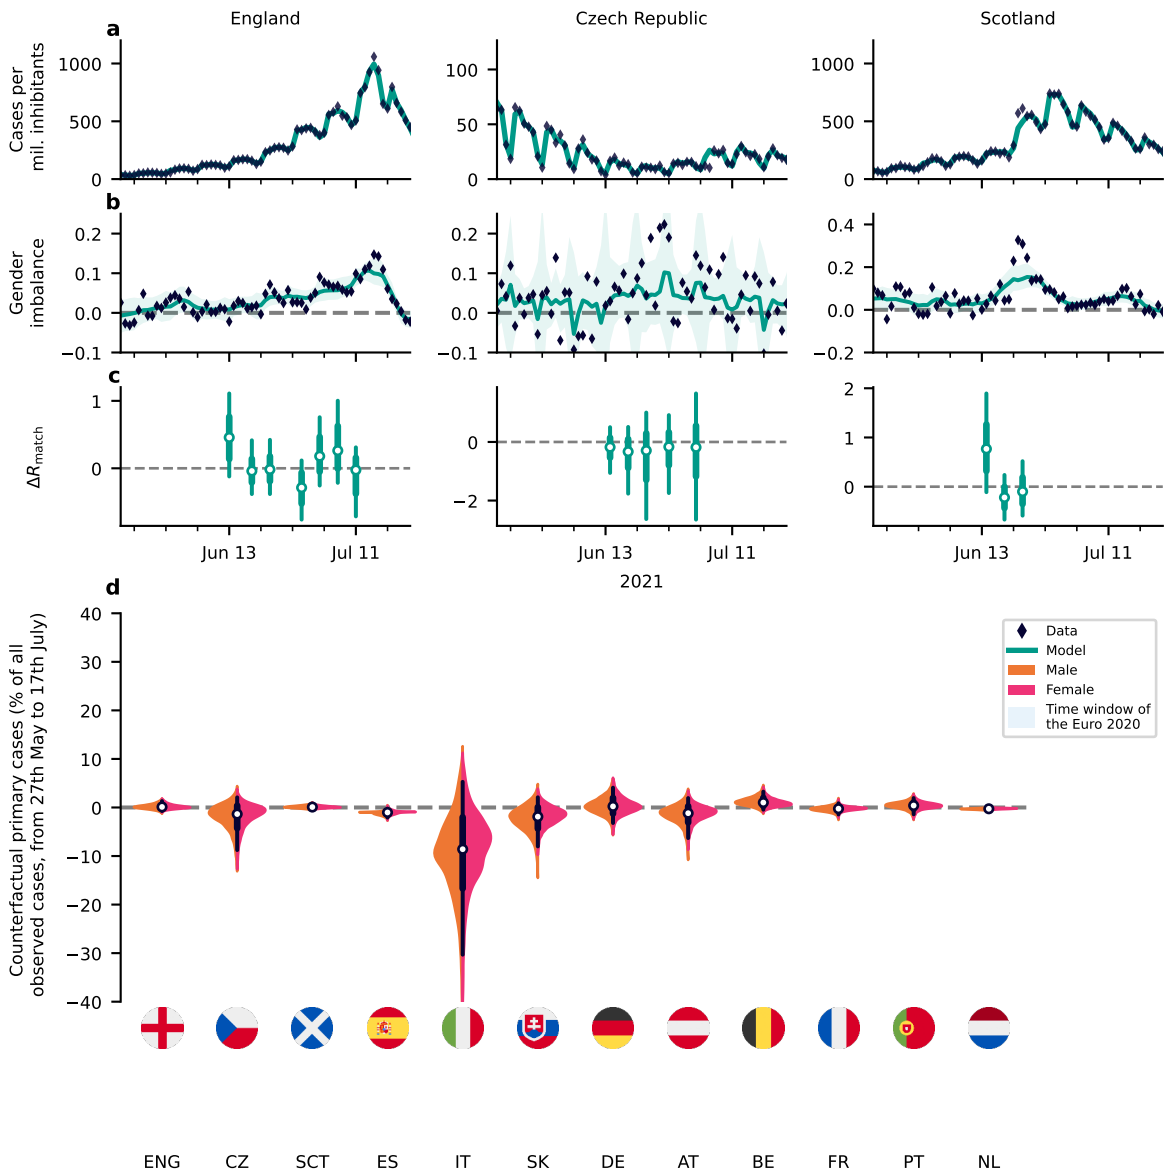 England
Czech Republic
Scotland
a
Cases per
mil. inhibitants
1000
500
0
100
50
0
1000
500
0
b
Gender
imbalance
0.2
0.1
0.0
−0.1
0.2
0.1
0.0
−0.1
0.4
0.2
0.0
−0.2
c
ΔRmatch
1
0
0
−2
2
1
0
Jun 13
Jul 11
Jun 13
Jul 11
Jun 13
Jul 11
2021
d
Counterfactual primary cases (% of all
observed cases, from 27th May to 17th July)
40
30
20
10
0
−10
−20
−30
−40
Data
Model
Male
Female
Time window of
the Euro 2020
ENG
CZ
SCT
ES
IT
SK
DE
AT
BE
FR
PT
NL